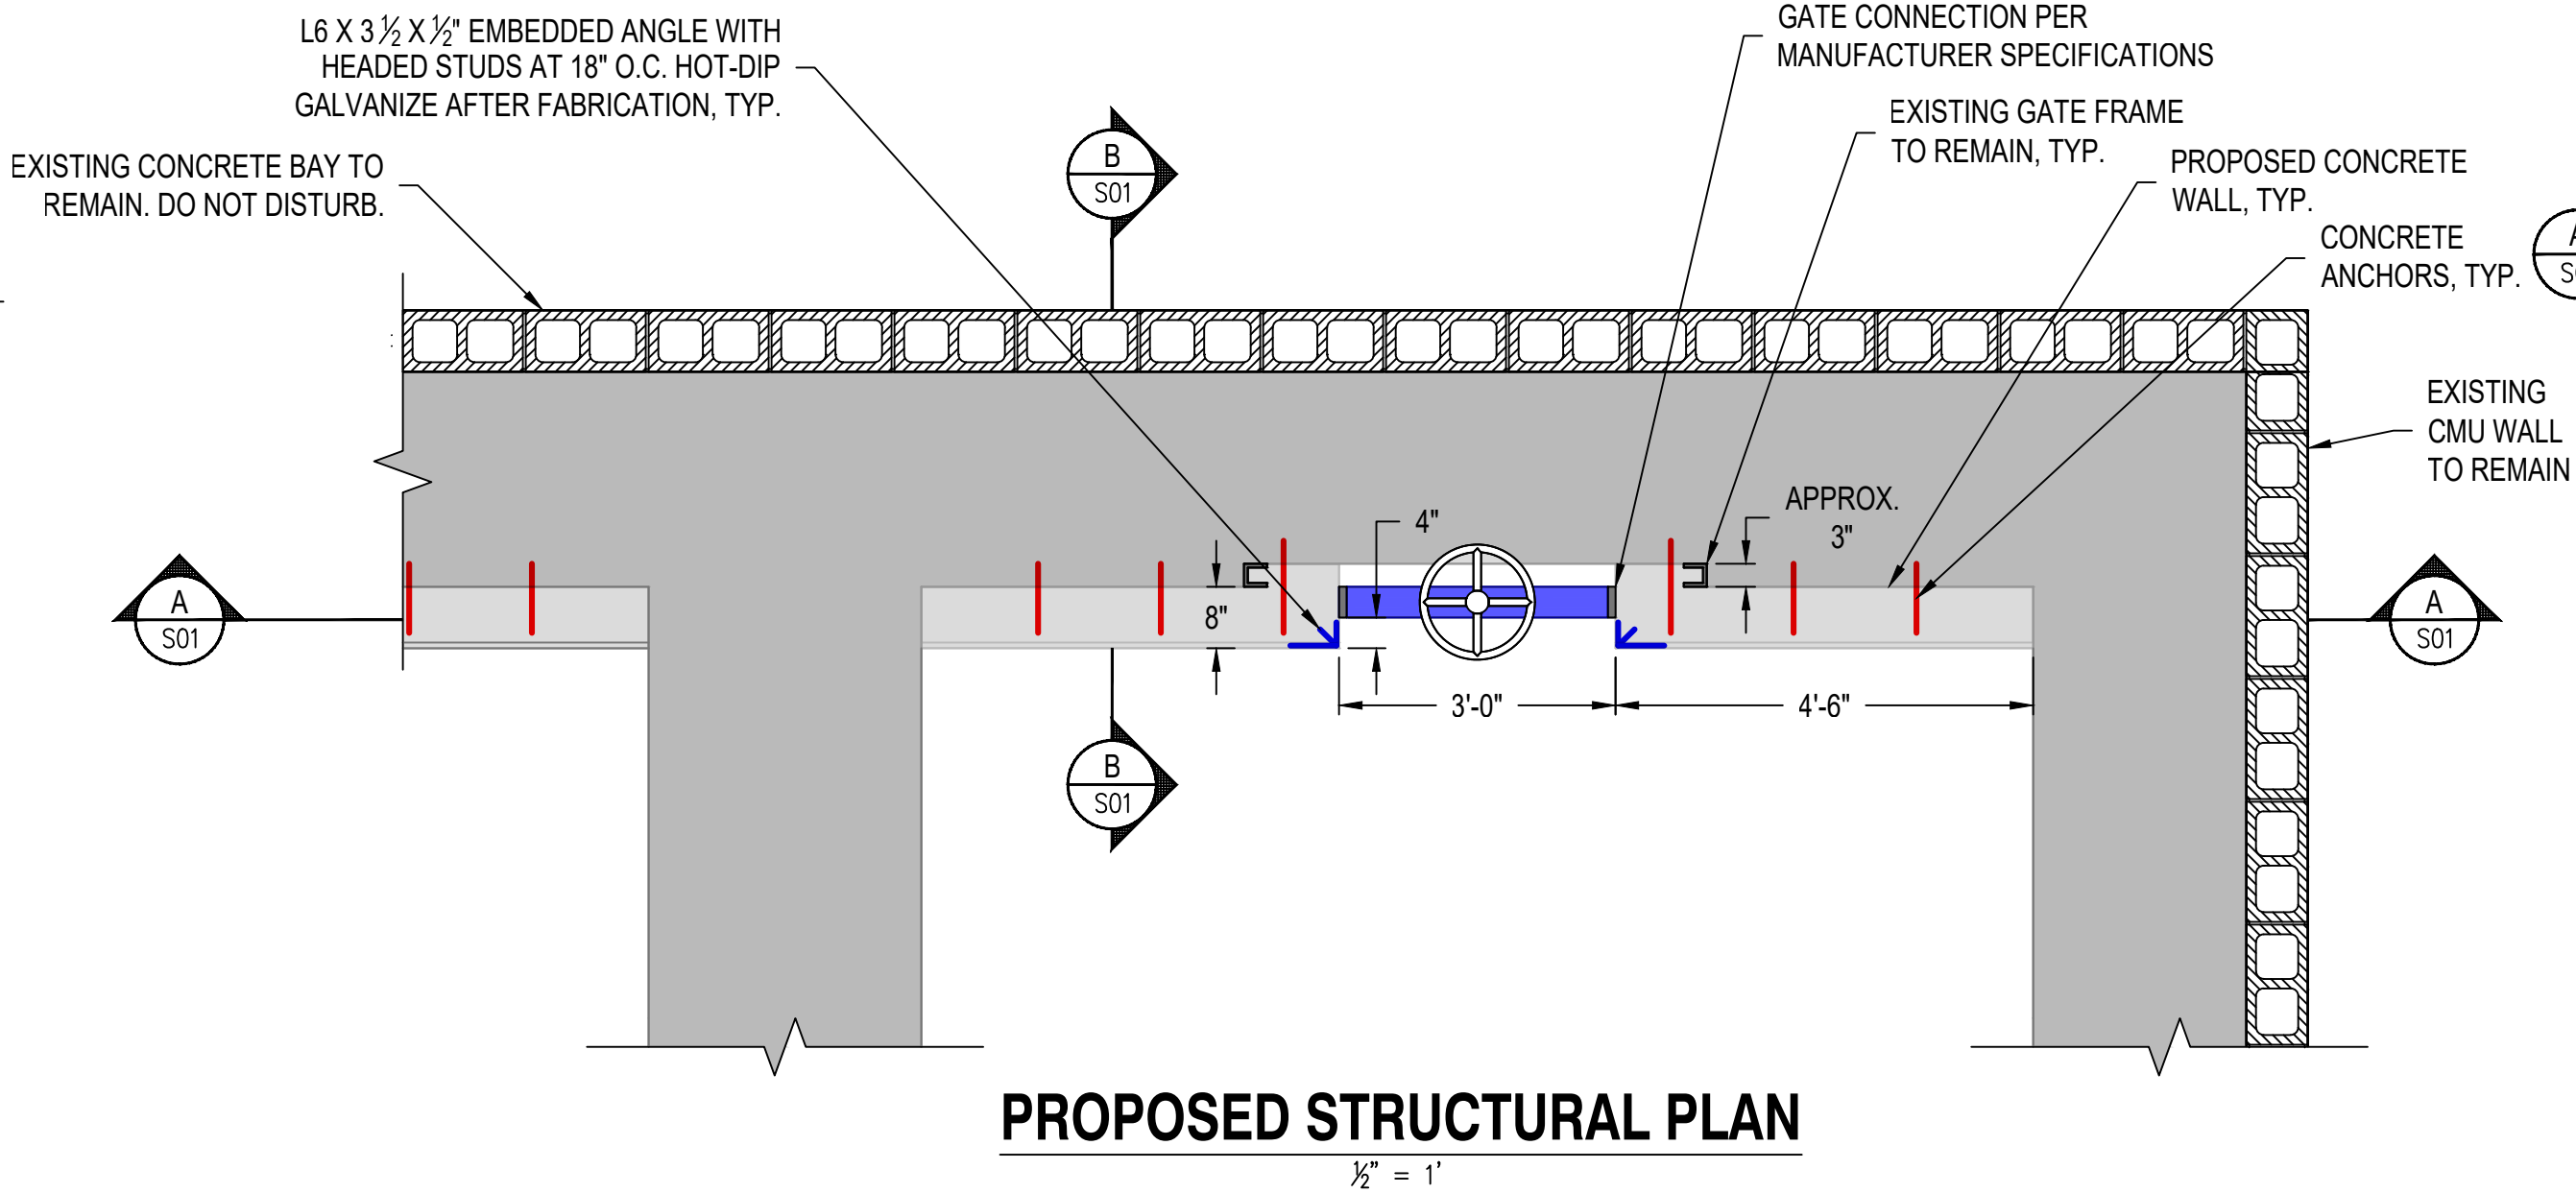 L6 X 3 ½ X ½" EMBEDDED ANGLE WITH
HEADED STUDS AT 18" O.C. HOT-DIP
GALVANIZE AFTER FABRICATION, TYP.
GATE CONNECTION PER
MANUFACTURER SPECIFICATIONS
EXISTING GATE FRAME
TO REMAIN, TYP.
EXISTING CONCRETE BAY TO
REMAIN. DO NOT DISTURB.
B
S01
PROPOSED CONCRETE
WALL, TYP.
CONCRETE
ANCHORS, TYP.
EXISTING
CMU WALL
TO REMAIN
APPROX.
3"
4"
8"
A
S01
A
S01
3'-0"
4'-6"
B
S01
PROPOSED STRUCTURAL PLAN
½” = 1’